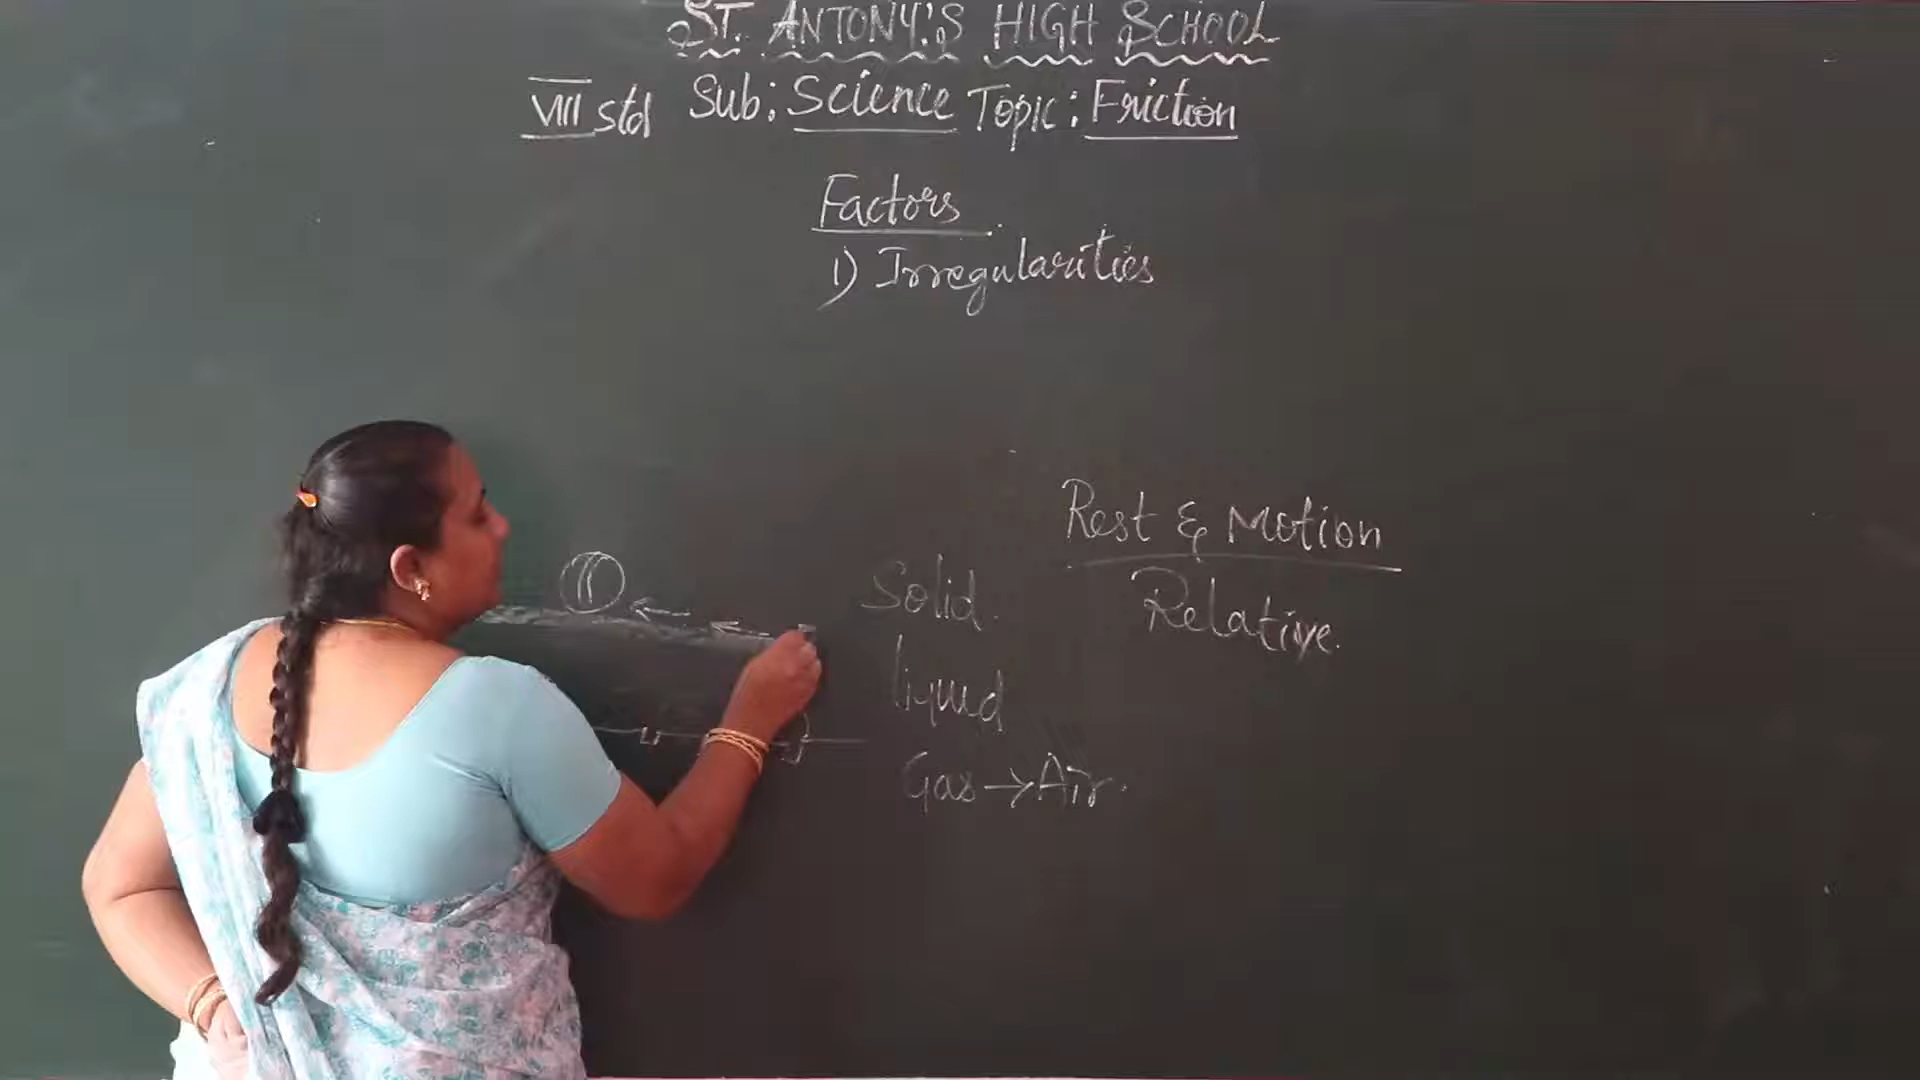 ST. ANTONY'S HIGH SCHOOL
VIII std Sub: Science Topic: Friction
Factors
1) Irregularities
Rest & Motion
Relative.
Solid.
liquid
Gas → Air.